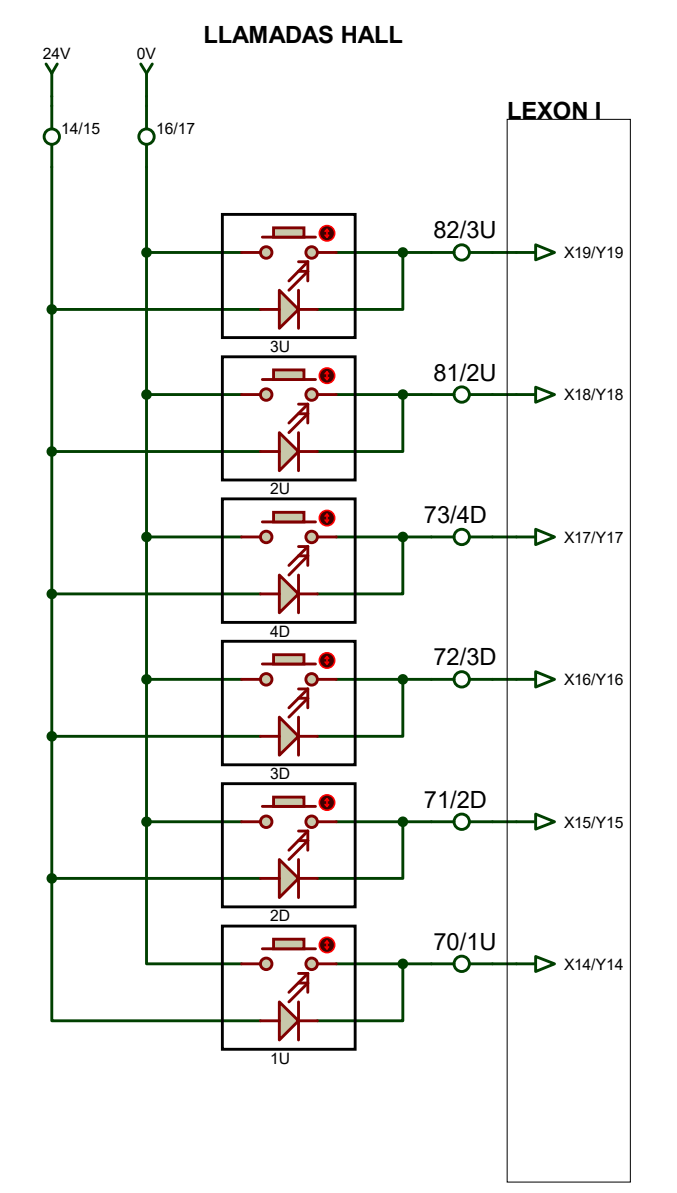 LLAMADAS HALL
24V
0V
14/15
16/17
LEXON I
82/3U
X19/Y19
3U
81/2U
X18/Y18
2U
73/4D
X17/Y17
4D
72/3D
X16/Y16
3D
71/2D
X15/Y15
2D
70/1U
X14/Y14
1U